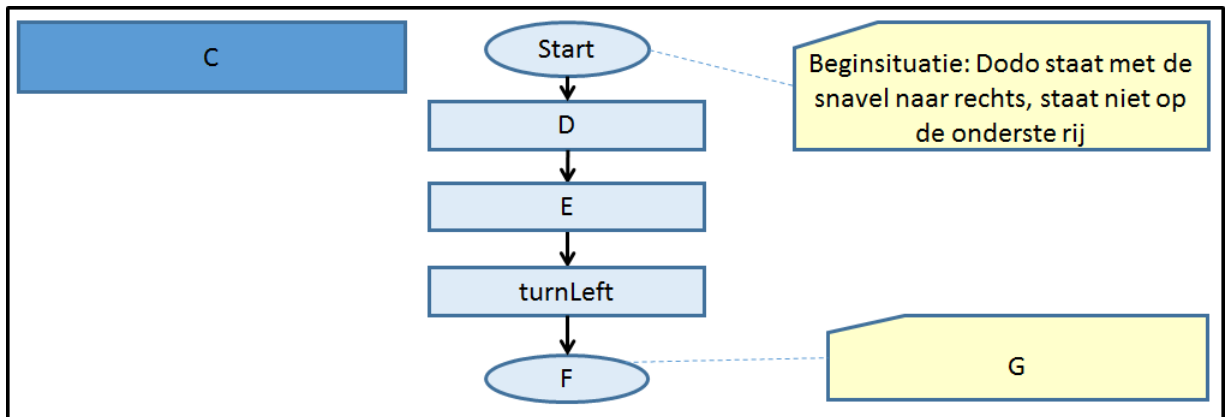 C
Start
Beginsituatie: Dodo staat met de
snavel naar rechts, staat niet op
de onderste rij
D
E
turnLeft
F
G